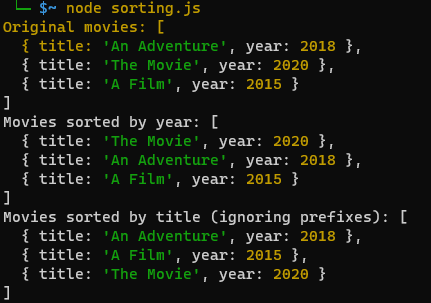 └─ $~ node sorting.js
Original movies: [
  { title: 'An Adventure', year: 2018 },
  { title: 'The Movie', year: 2020 },
  { title: 'A Film', year: 2015 }
]
Movies sorted by year: [
  { title: 'The Movie', year: 2020 },
  { title: 'An Adventure', year: 2018 },
  { title: 'A Film', year: 2015 }
]
Movies sorted by title (ignoring prefixes): [
  { title: 'An Adventure', year: 2018 },
  { title: 'A Film', year: 2015 },
  { title: 'The Movie', year: 2020 }
]